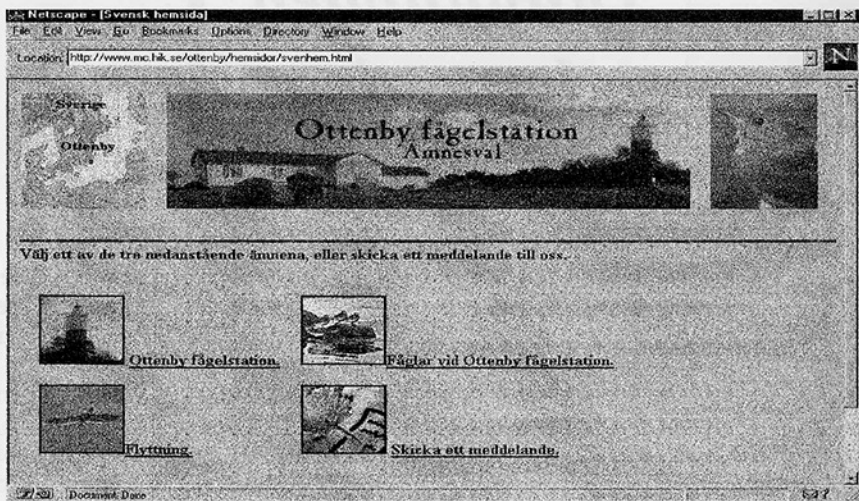 Netscape - [Svensk hemsida]
File Edit View Go Bookmarks Options Directory Window Help
Location: http://www.mc.hik.se/ottenby/hemsidor/svenhem.html
N
Sverige
Ottenby
Ottenby fågelstation
Ämnesval
Välj ett av de tre nedanstående ämnena, eller skicka ett meddelande till oss.
Ottenby fågelstation.
Fåglar vid Ottenby fågelstation.
Flyttning.
Skicka ett meddelande.
Document: Done